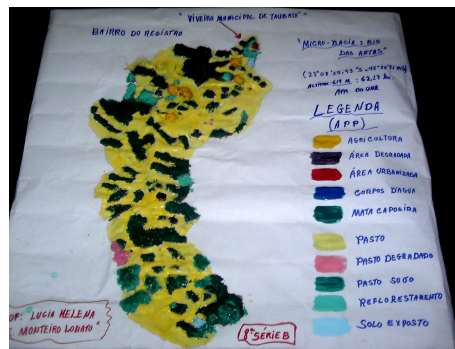 "VIVEIRO MUNICIPAL DE TAUBATÉ"
BAIRRO DO REGISTRO
"MICRO-BACIA: RIO
DAS ANTAS"
LEGENDA
(APP)
AGRICULTURA
ÁREA DEGRADADA
ÁREA URBANIZADA
CORPOS D'AGUA
MATA CAPOEIRA
PASTO
PASTO DEGRADADO
PASTO SUJO
REFLORESTAMENTO
SOLO EXPOSTO
OF: LUCIA HELENA
E. MONTEIRO LOBATO"
8ª SÉRIE B